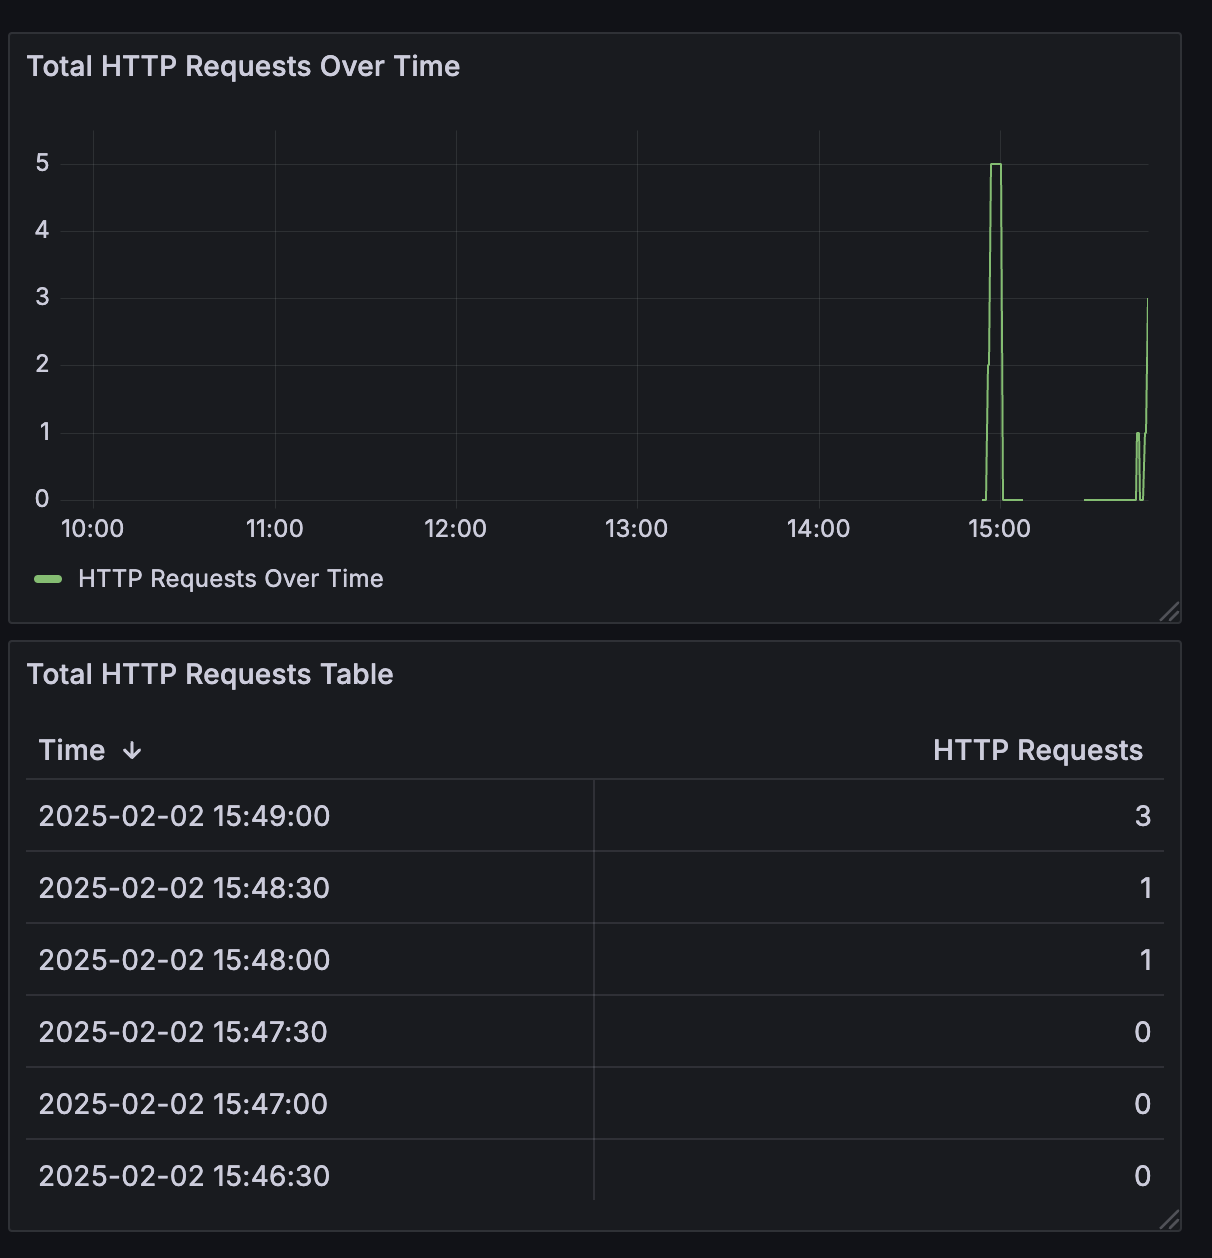 Total HTTP Requests Over Time
5
4
3
2
1
0
10:00 11:00 12:00 13:00 14:00 15:00
HTTP Requests Over Time
Total HTTP Requests Table
Time ↓ HTTP Requests
2025-02-02 15:49:00 3
2025-02-02 15:48:30 1
2025-02-02 15:48:00 1
2025-02-02 15:47:30 0
2025-02-02 15:47:00 0
2025-02-02 15:46:30 0